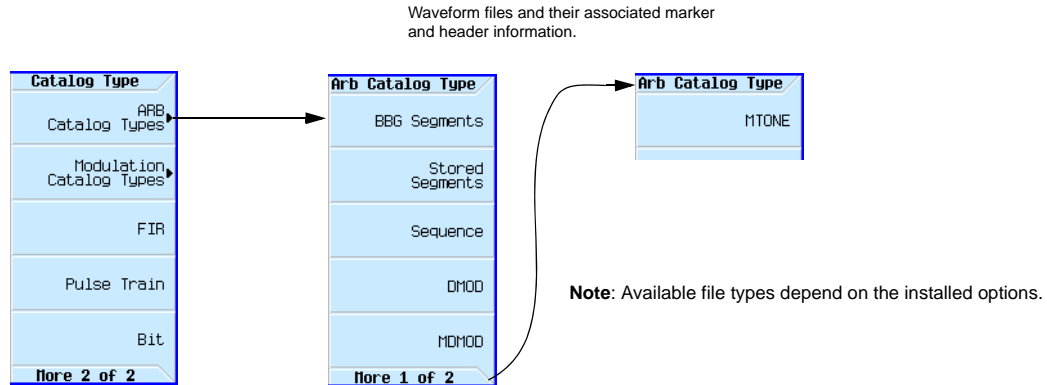 Waveform files and their associated marker
and header information.
Catalog Type
ARB
Catalog Types
Modulation
Catalog Types
FIR
Pulse Train
Bit
More 2 of 2
Arb Catalog Type
BBG Segments
Stored
Segments
Sequence
DMOD
MDMOD
More 1 of 2
Arb Catalog Type
MTONE
Note: Available file types depend on the installed options.